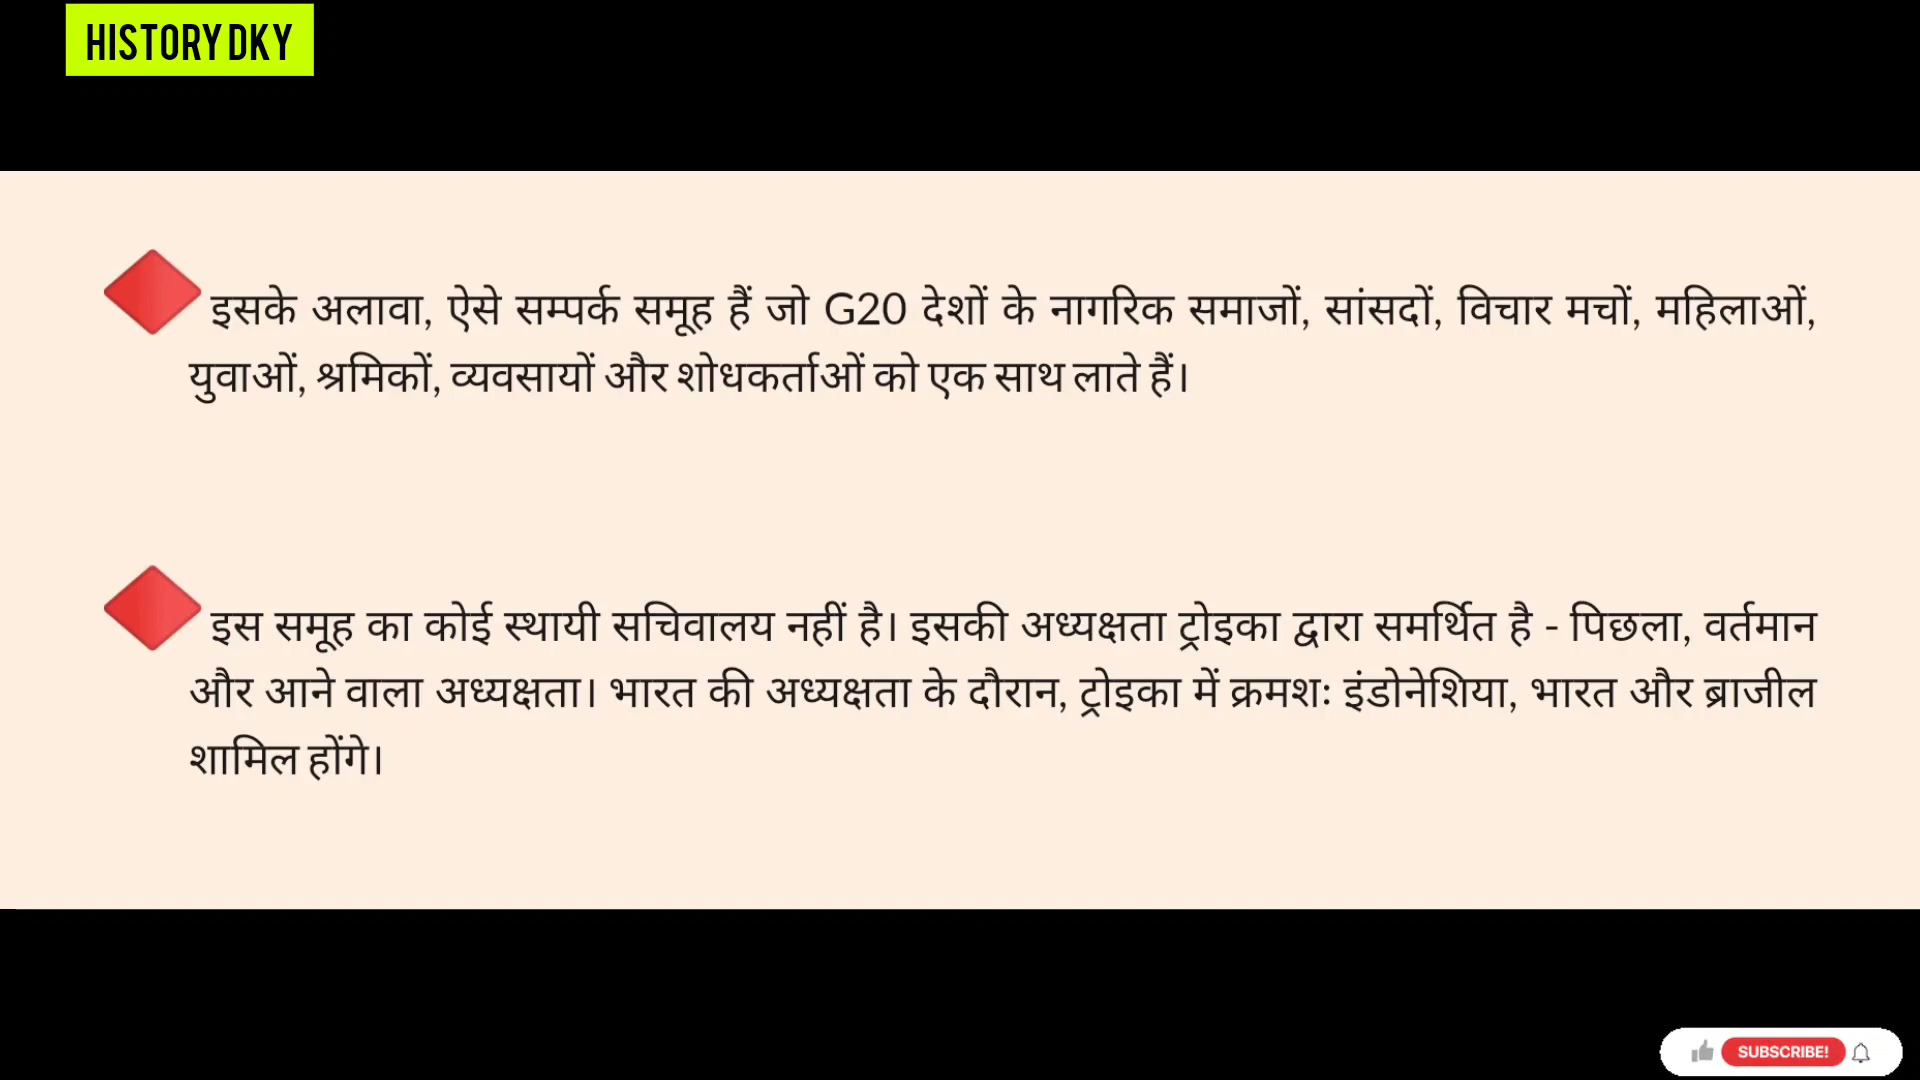 HISTORY DKY
इसके अलावा, ऐसे सम्पर्क समूह हैं जो G20 देशों के नागरिक समाजों, सांसदों, विचार मचों, महिलाओं,
युवाओं, श्रमिकों, व्यवसायों और शोधकर्ताओं को एक साथ लाते हैं।
इस समूह का कोई स्थायी सचिवालय नहीं है। इसकी अध्यक्षता ट्रोइका द्वारा समर्थित है - पिछला, वर्तमान
और आने वाला अध्यक्षता। भारत की अध्यक्षता के दौरान, ट्रोइका में क्रमशः इंडोनेशिया, भारत और ब्राजील
शामिल होंगे।
SUBSCRIBE!